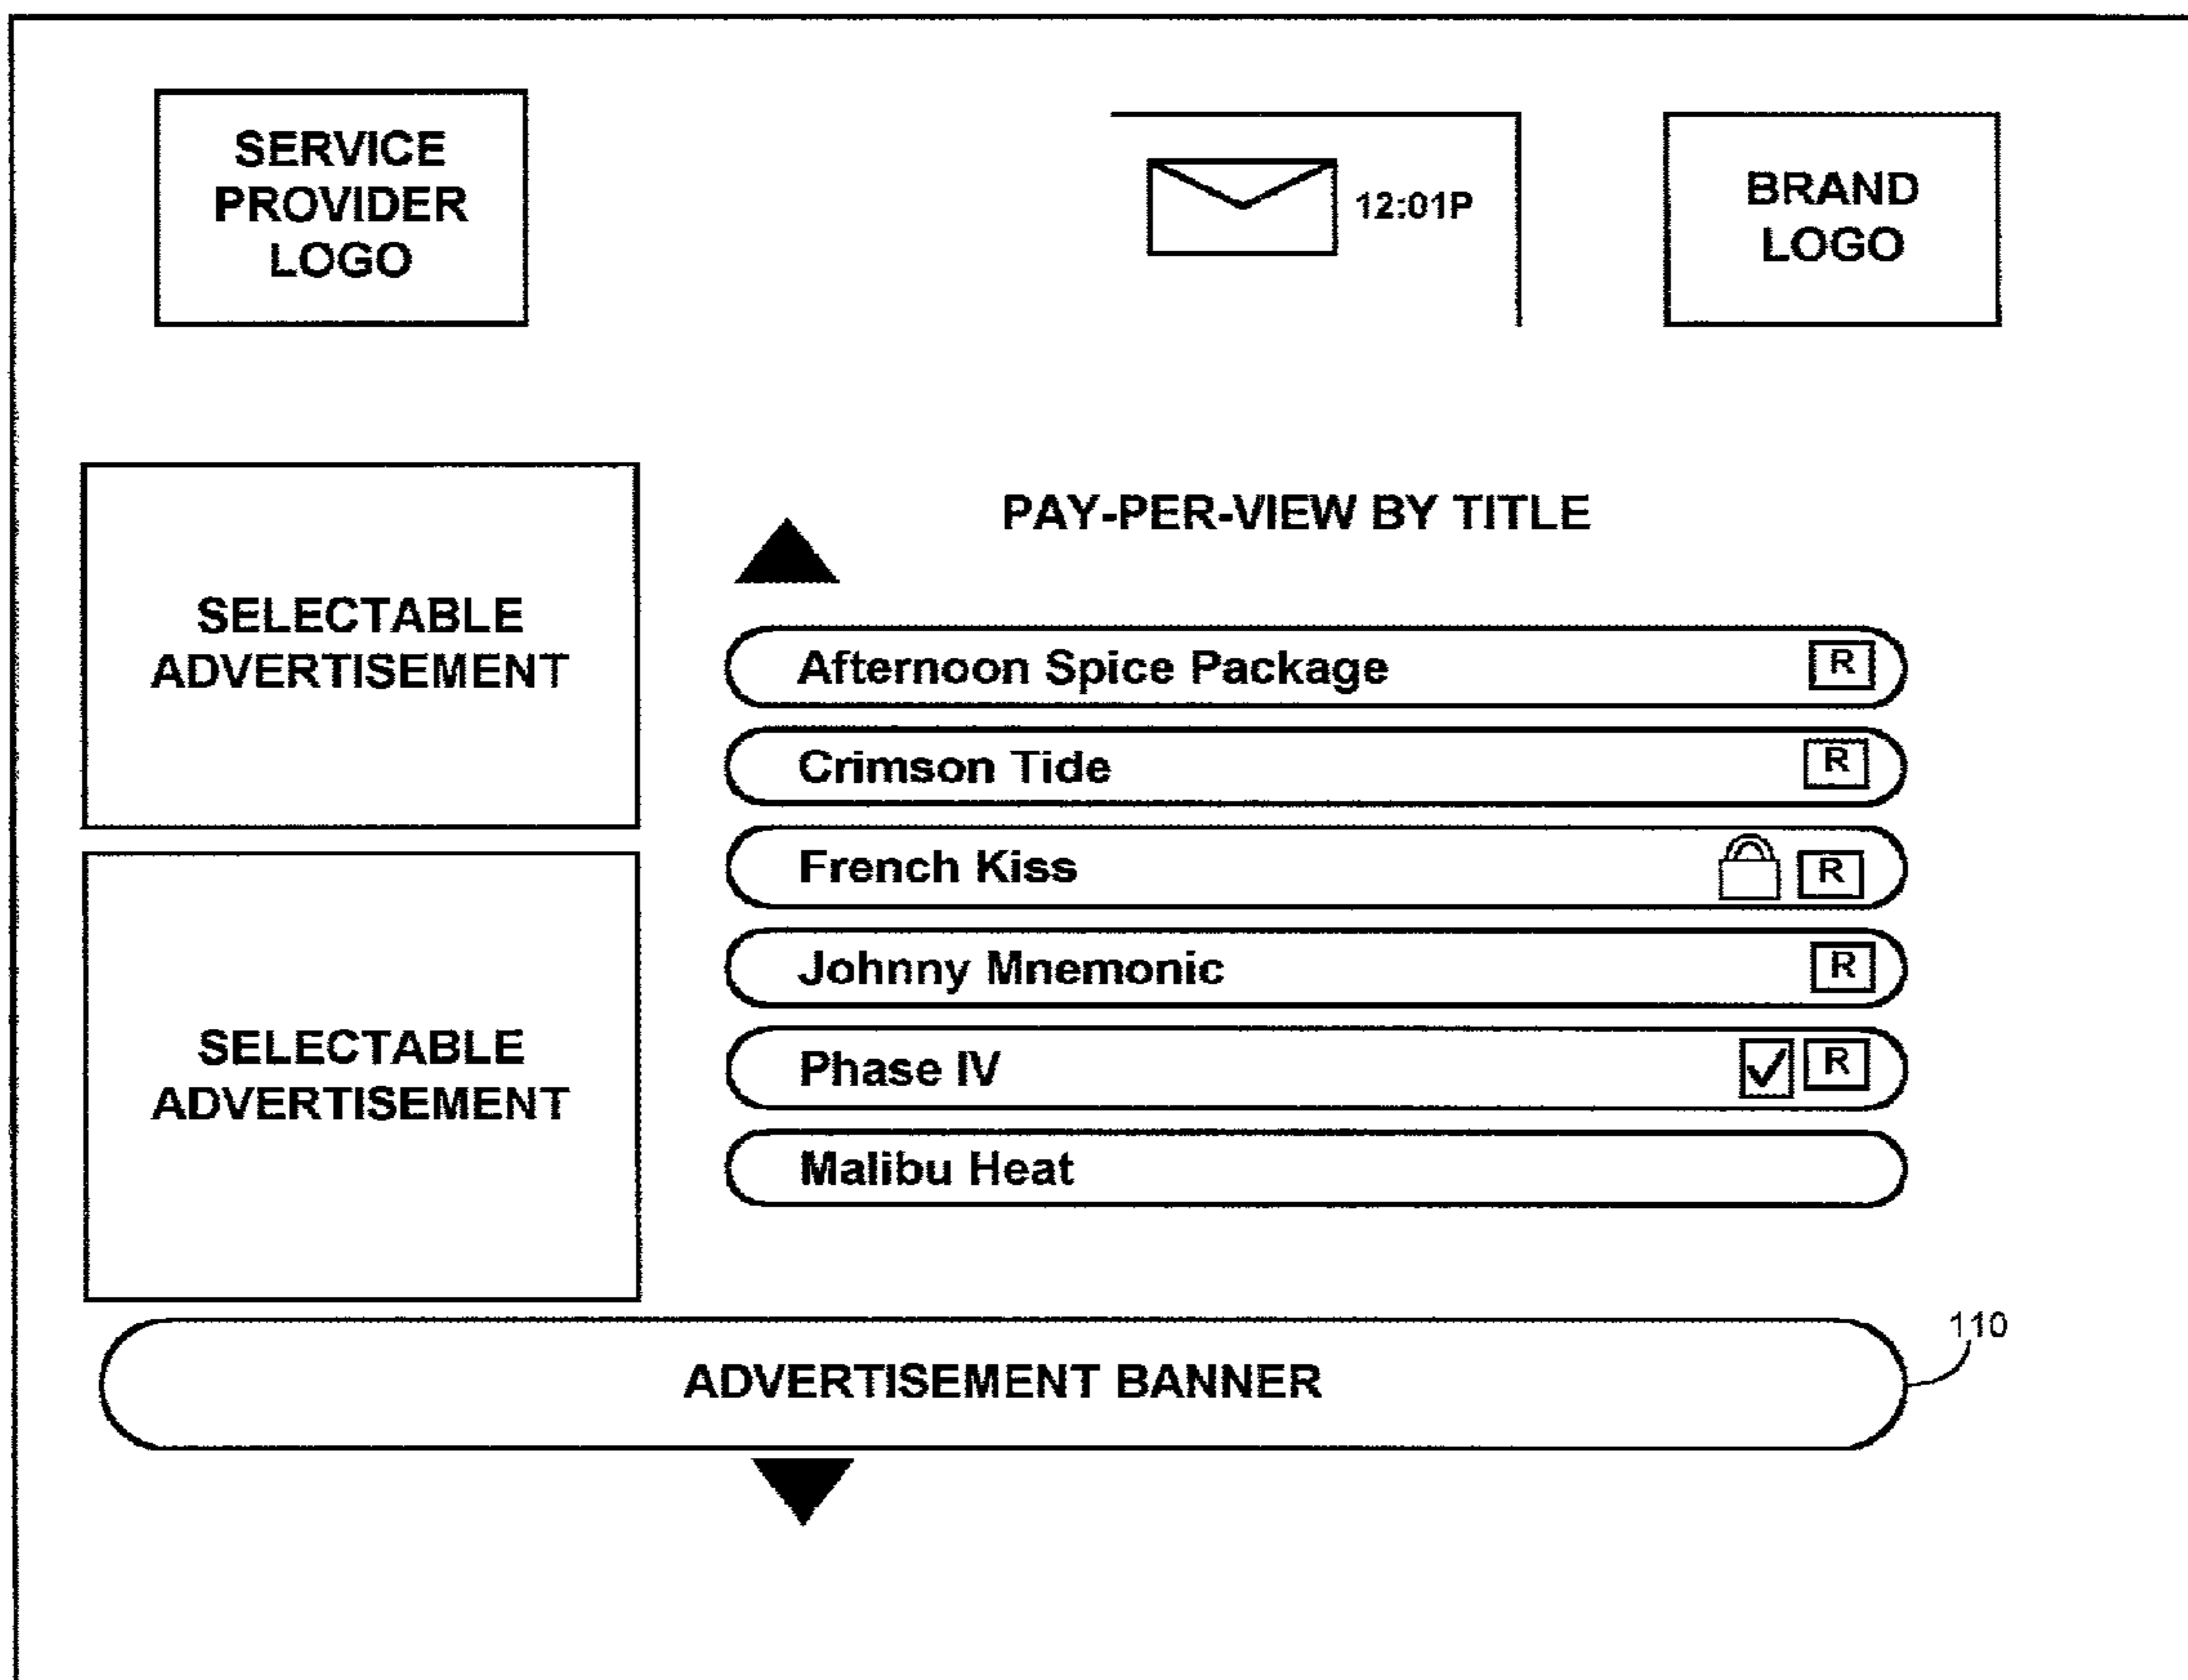 SERVICE
PROVIDER
LOGO
12:01P
BRAND
LOGO
SELECTABLE
ADVERTISEMENT
PAY-PER-VIEW BY TITLE
Afternoon Spice Package R
Crimson Tide R
French Kiss R
Johnny Mnemonic R
Phase IV R
Malibu Heat
SELECTABLE
ADVERTISEMENT
ADVERTISEMENT BANNER
110